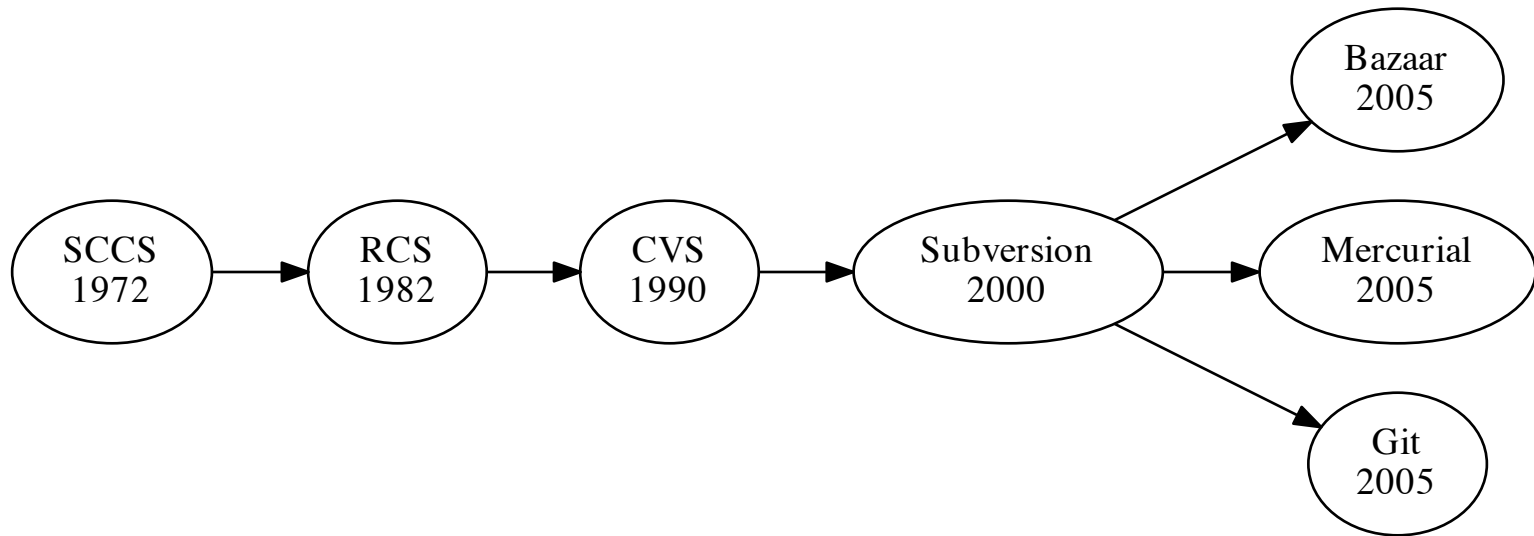 SCCS
1972
RCS
1982
CVS
1990
Subversion
2000
Bazaar
2005
Mercurial
2005
Git
2005